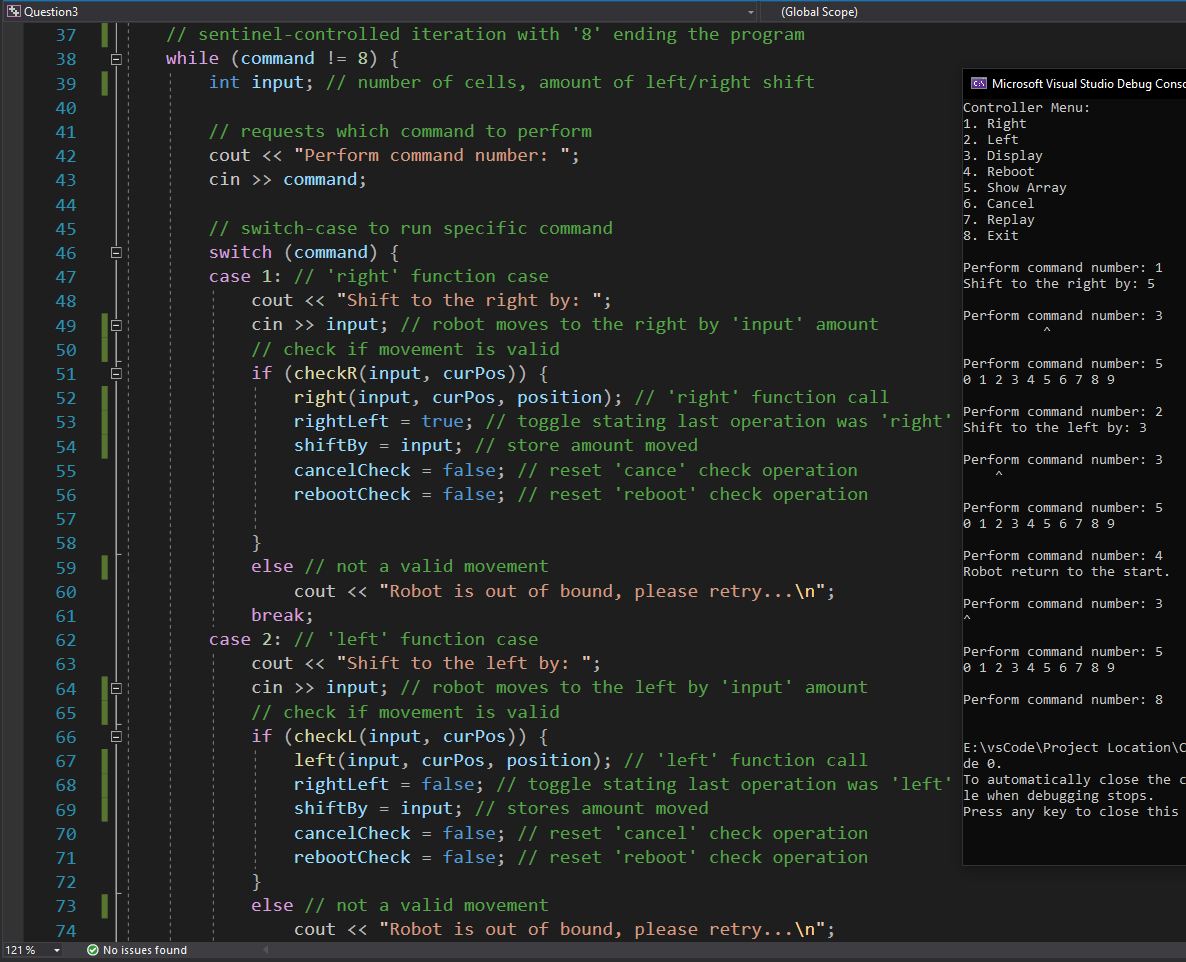 Question3
(Global Scope)
37 // sentinel-controlled iteration with '8' ending the program
38 while (command != 8) {
39 int input; // number of cells, amount of left/right shift
40
41 // requests which command to perform
42 cout << "Perform command number: ";
43 cin >> command;
44
45 // switch-case to run specific command
46 switch (command) {
47 case 1: // 'right' function case
48 cout << "Shift to the right by: ";
49 cin >> input; // robot moves to the right by 'input' amount
50 // check if movement is valid
51 if (checkR(input, curPos)) {
52 right(input, curPos, position); // 'right' function call
53 rightLeft = true; // toggle stating last operation was 'right'
54 shiftBy = input; // store amount moved
55 cancelCheck = false; // reset 'cance' check operation
56 rebootCheck = false; // reset 'reboot' check operation
57
58 }
59 else // not a valid movement
60 cout << "Robot is out of bound, please retry...\n";
61 break;
62 case 2: // 'left' function case
63 cout << "Shift to the left by: ";
64 cin >> input; // robot moves to the left by 'input' amount
65 // check if movement is valid
66 if (checkL(input, curPos)) {
67 left(input, curPos, position); // 'left' function call
68 rightLeft = false; // toggle stating last operation was 'left'
69 shiftBy = input; // stores amount moved
70 cancelCheck = false; // reset 'cancel' check operation
71 rebootCheck = false; // reset 'reboot' check operation
72 }
73 else // not a valid movement
74 cout << "Robot is out of bound, please retry...\n";
121 %
No issues found
Microsoft Visual Studio Debug Conso
Controller Menu:
1. Right
2. Left
3. Display
4. Reboot
5. Show Array
6. Cancel
7. Replay
8. Exit
Perform command number: 1
Shift to the right by: 5
Perform command number: 3
^
Perform command number: 5
0 1 2 3 4 5 6 7 8 9
Perform command number: 2
Shift to the left by: 3
Perform command number: 3
^
Perform command number: 5
0 1 2 3 4 5 6 7 8 9
Perform command number: 4
Robot return to the start.
Perform command number: 3
^
Perform command number: 5
0 1 2 3 4 5 6 7 8 9
Perform command number: 8
E:\vsCode\Project Location\C
de 0.
To automatically close the c
le when debugging stops.
Press any key to close this